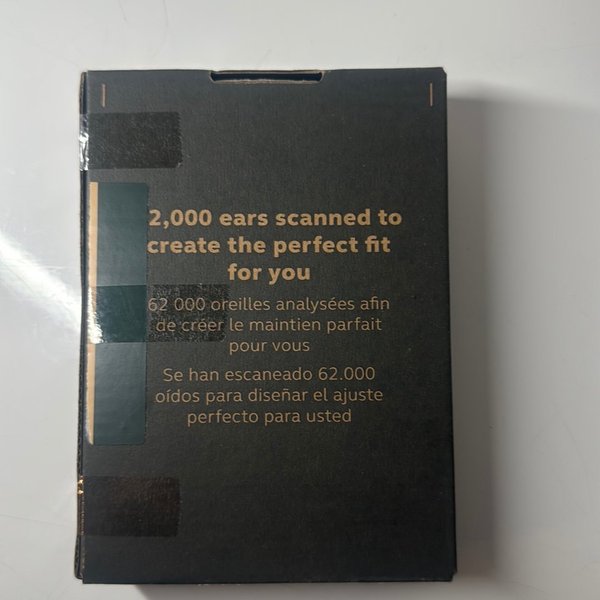 2,000 ears scanned to
create the perfect fit
for you
62 000 oreilles analysées afin
de créer le maintien parfait
pour vous
Se han escaneado 62.000
oídos para diseñar el ajuste
perfecto para usted